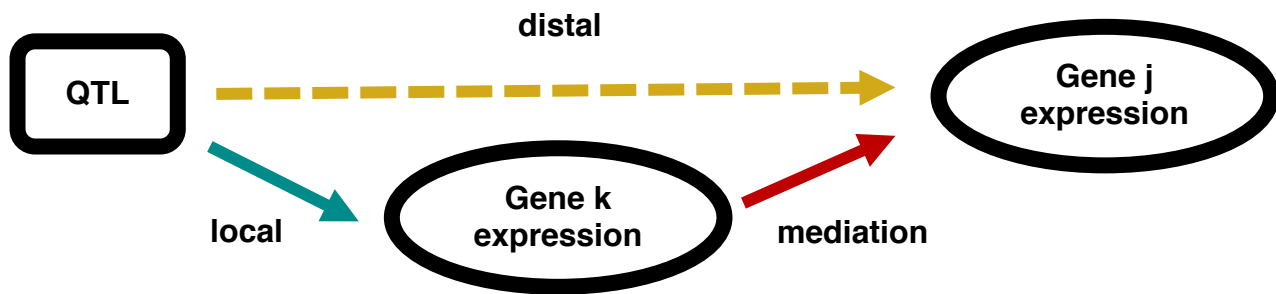 distal
QTL
Gene j
expression
Gene k
expression
local
mediation